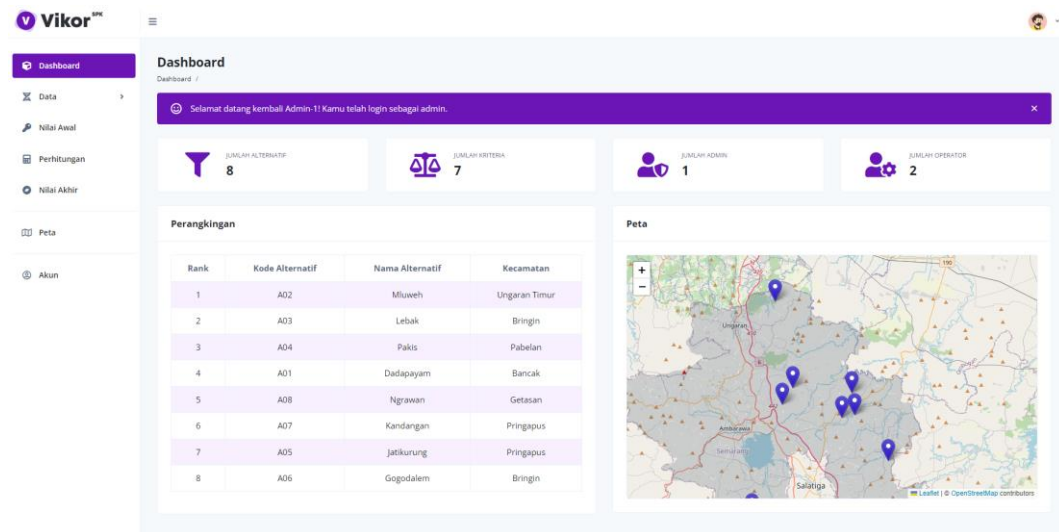 V Vikor SPK
Dashboard
Data
Nilai Awal
Perhitungan
Nilai Akhir
Peta
Akun
Dashboard
Dashboard /
Selamat datang kembali Admin-1! Kamu telah login sebagai admin. ×
JUMLAH ALTERNATIF
8
JUMLAH KRITERIA
7
JUMLAH ADMIN
1
JUMLAH OPERATOR
2
Perangkingan
Rank Kode Alternatif Nama Alternatif Kecamatan
1 A02 Mluweh Ungaran Timur
2 A03 Lebak Bringin
3 A04 Pakis Pabelan
4 A01 Dadapayam Bancak
5 A08 Ngrawan Getasan
6 A07 Kandangan Pringapus
7 A05 Jatikurung Pringapus
8 A06 Gogodalem Bringin
Peta
+
−
190
Ungaran
Ambarawa
Semarang
Salatiga
Leaflet | © OpenStreetMap contributors